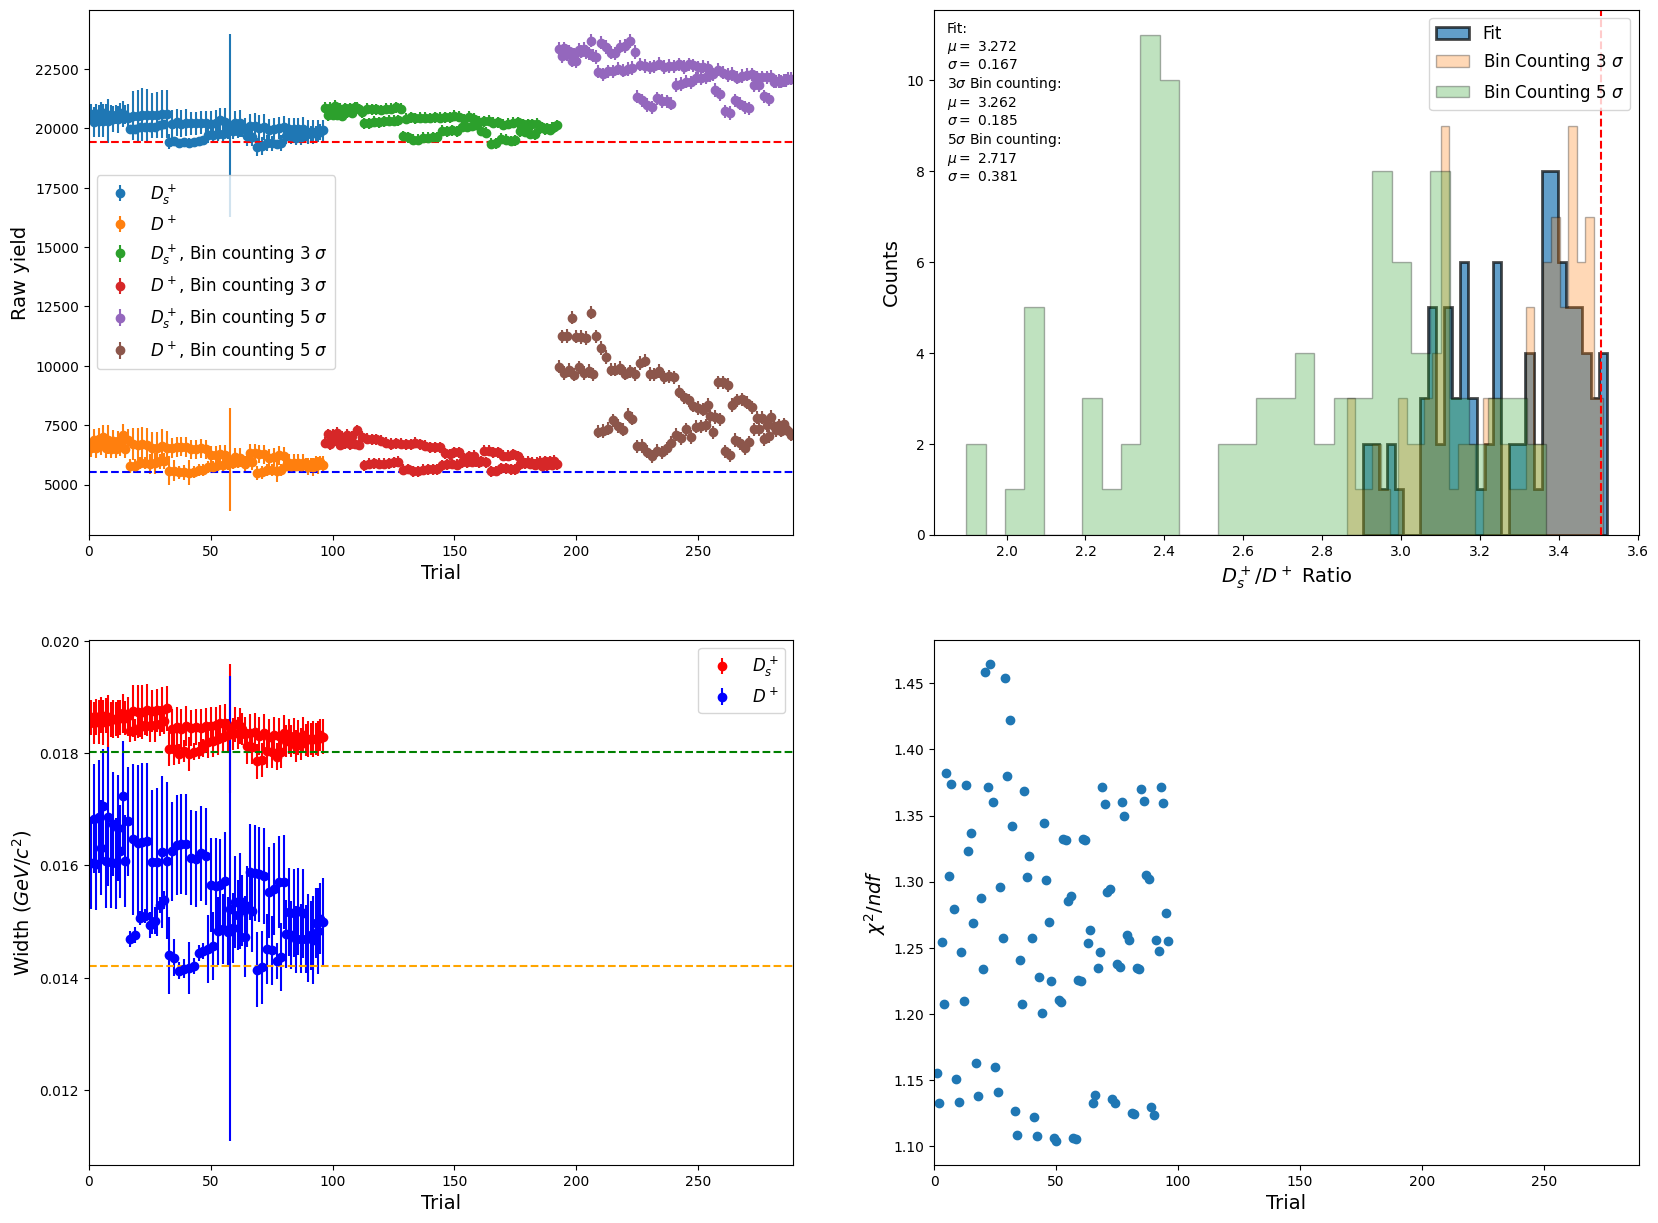 22500
20000
17500
15000
12500
10000
7500
5000
Raw yield
D_s^+
D^+
D_s^+, Bin counting 3 σ
D^+, Bin counting 3 σ
D_s^+, Bin counting 5 σ
D^+, Bin counting 5 σ
0 50 100 150 200 250
Trial
Fit:
μ = 3.272
σ = 0.167
3σ Bin counting:
μ = 3.262
σ = 0.185
5σ Bin counting:
μ = 2.717
σ = 0.381
Fit
Bin Counting 3 σ
Bin Counting 5 σ
10
8
6
4
2
0
Counts
2.0 2.2 2.4 2.6 2.8 3.0 3.2 3.4 3.6
D_s^+/D^+ Ratio
0.020
0.018
0.016
0.014
0.012
Width (GeV/c^2)
D_s^+
D^+
0 50 100 150 200 250
Trial
1.45
1.40
1.35
1.30
1.25
1.20
1.15
1.10
χ^2/ndf
0 50 100 150 200 250
Trial